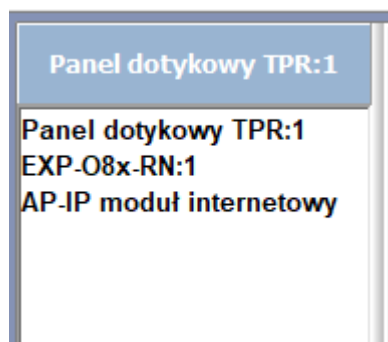 Panel dotykowy TPR:1
Panel dotykowy TPR:1
EXP-O8x-RN:1
AP-IP moduł internetowy